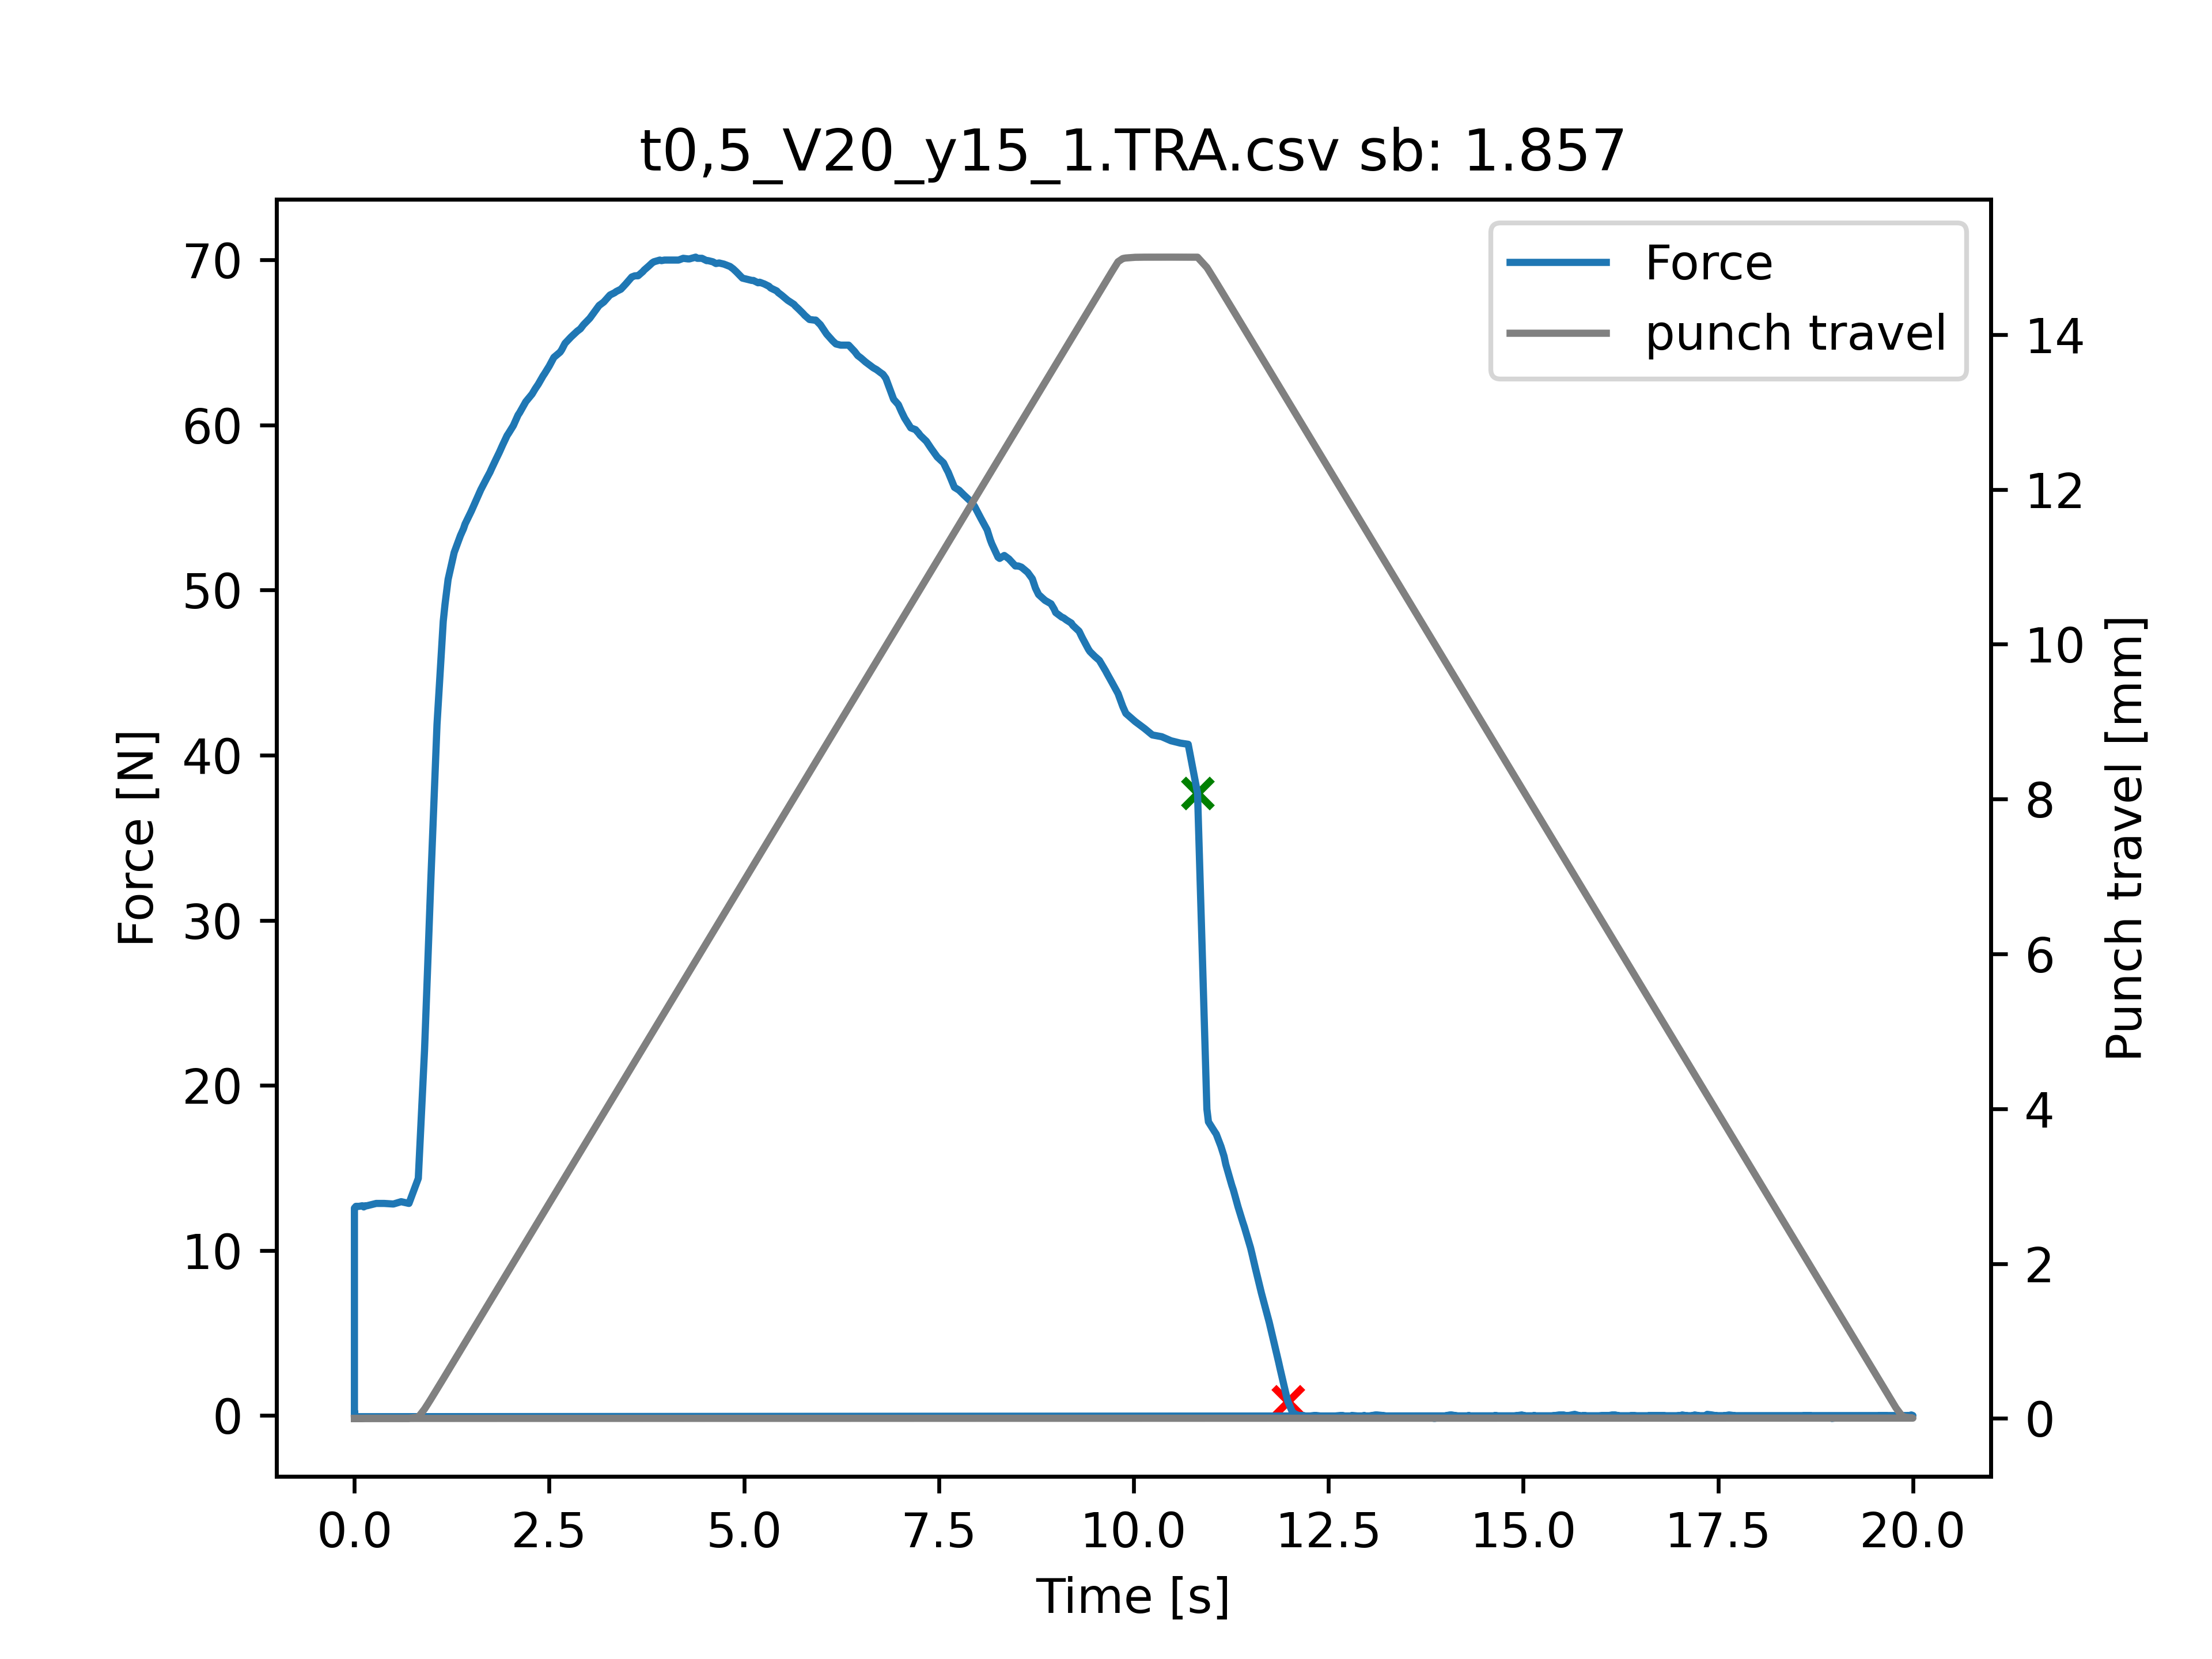 t0,5_V20_y15_1.TRA.csv sb: 1.857
Force
punch travel
Force [N]
70
60
50
40
30
20
10
0
14
12
10
8
6
4
2
0
Punch travel [mm]
0.0 2.5 5.0 7.5 10.0 12.5 15.0 17.5 20.0
Time [s]